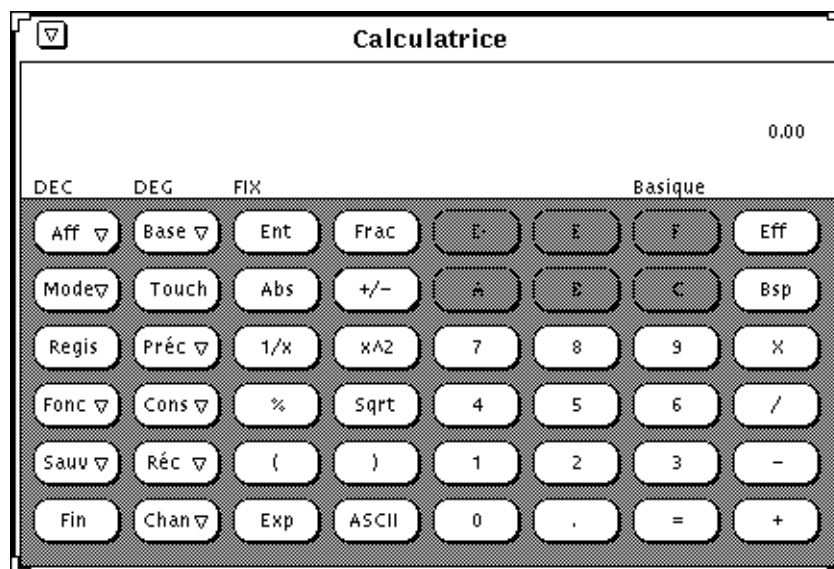 Calculatrice
0.00
DEC DEG FIX Basique
Aff Base Ent Frac E F Eff
Mode Touch Abs +/- A C Bsp
Regis Préc 1/x x^2 7 8 9 X
Fonc Cons % Sqrt 4 5 6 /
Sauv Réc ( ) 1 2 3 -
Fin Chan Exp ASCII 0 . = +